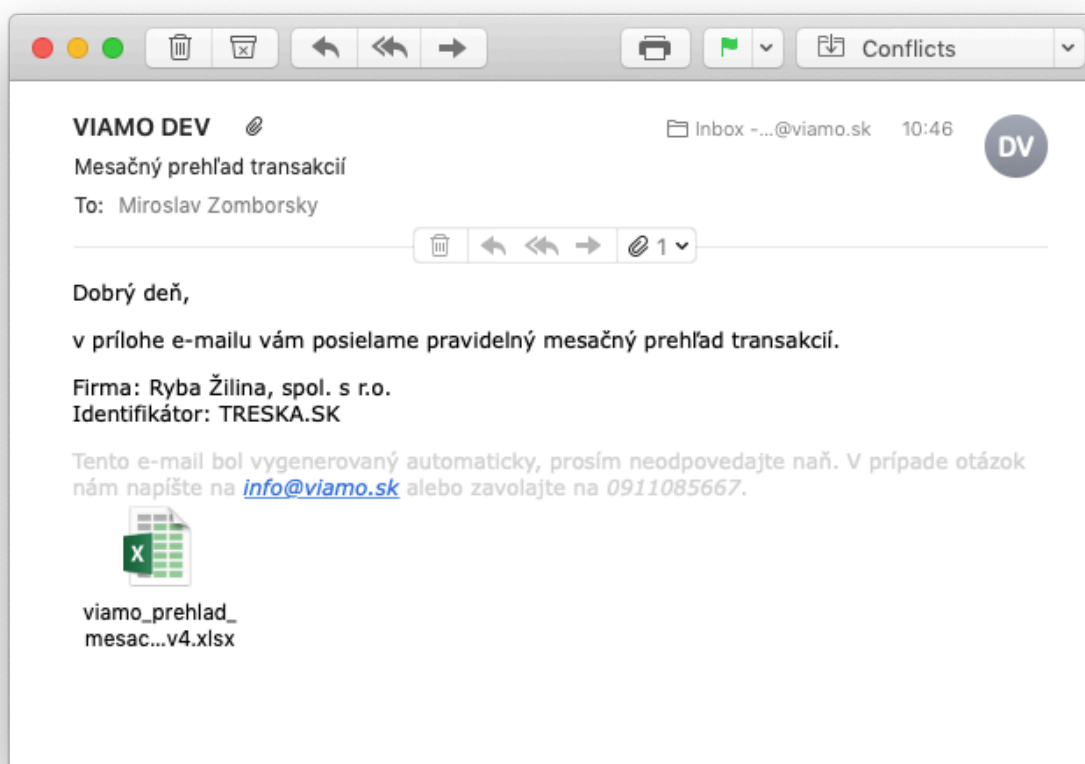 Conflicts
VIAMO DEV
Inbox -...@viamo.sk 10:46
DV
Mesačný prehľad transakcií
To: Miroslav Zomborsky
1
Dobrý deň,
v prílohe e-mailu vám posielame pravidelný mesačný prehľad transakcií.
Firma: Ryba Žilina, spol. s r.o.
Identifikátor: TRESKA.SK
Tento e-mail bol vygenerovaný automaticky, prosím neodpovedajte naň. V prípade otázok
nám napíšte na info@viamo.sk alebo zavolajte na 0911085667.
X
viamo_prehlad_
mesac...v4.xlsx